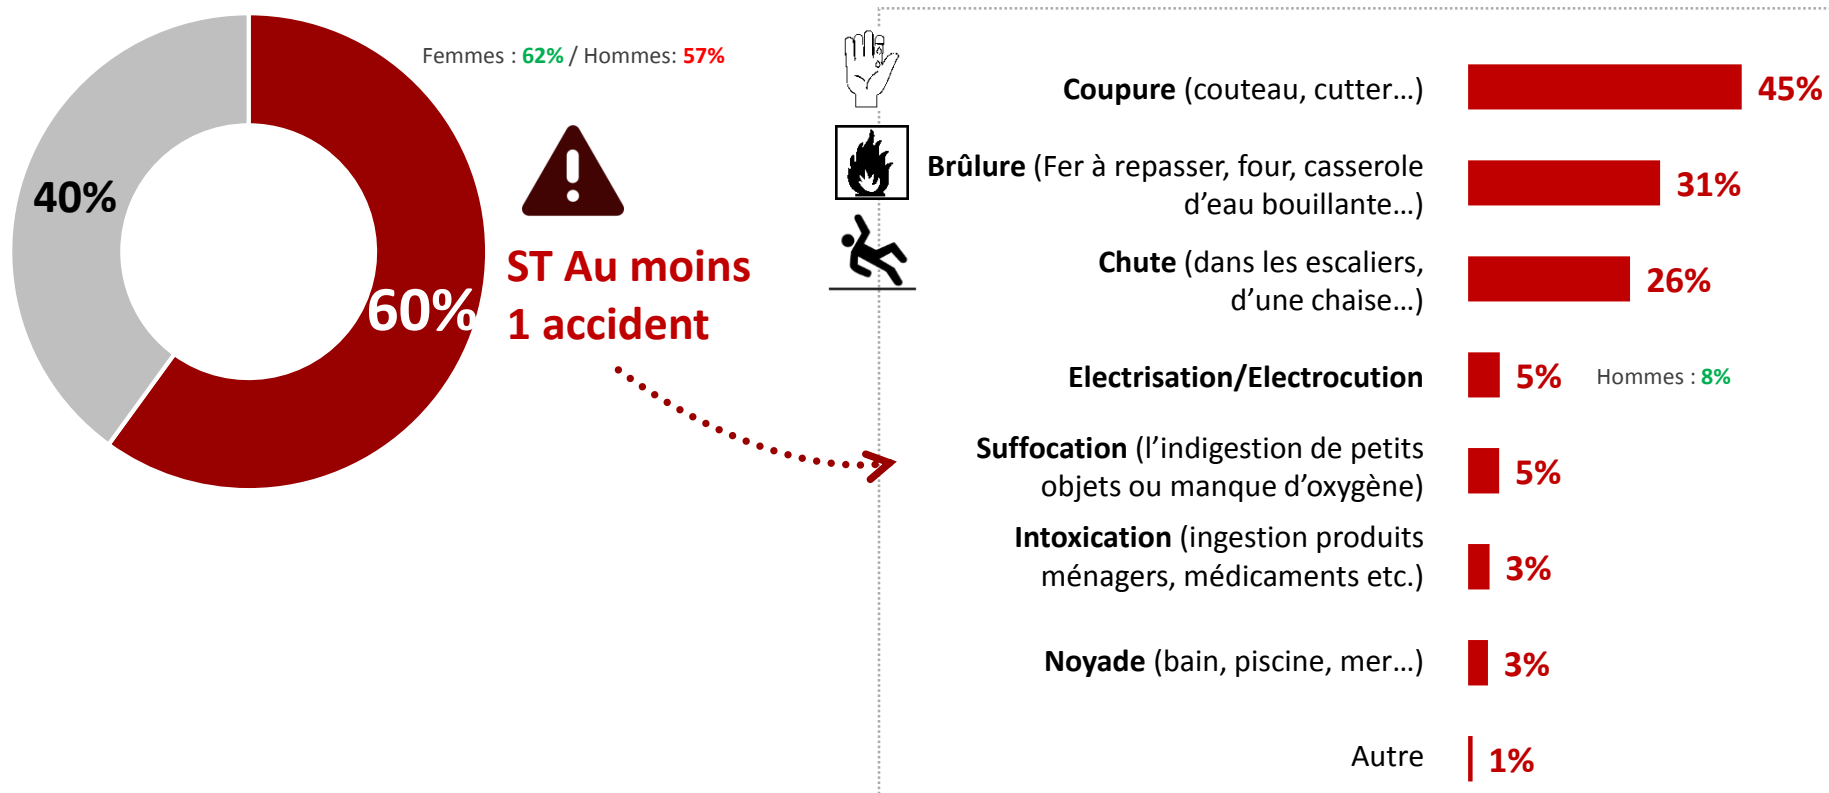 Femmes : 62% / Hommes: 57%
40%
60%
ST Au moins
1 accident
Coupure (couteau, cutter…)
45%
Brûlure (Fer à repasser, four, casserole
d’eau bouillante…)
31%
Chute (dans les escaliers,
d’une chaise…)
26%
Electrisation/Electrocution
5%
Hommes : 8%
Suffocation (l’indigestion de petits
objets ou manque d’oxygène)
5%
Intoxication (ingestion produits
ménagers, médicaments etc.)
3%
Noyade (bain, piscine, mer…)
3%
Autre
1%